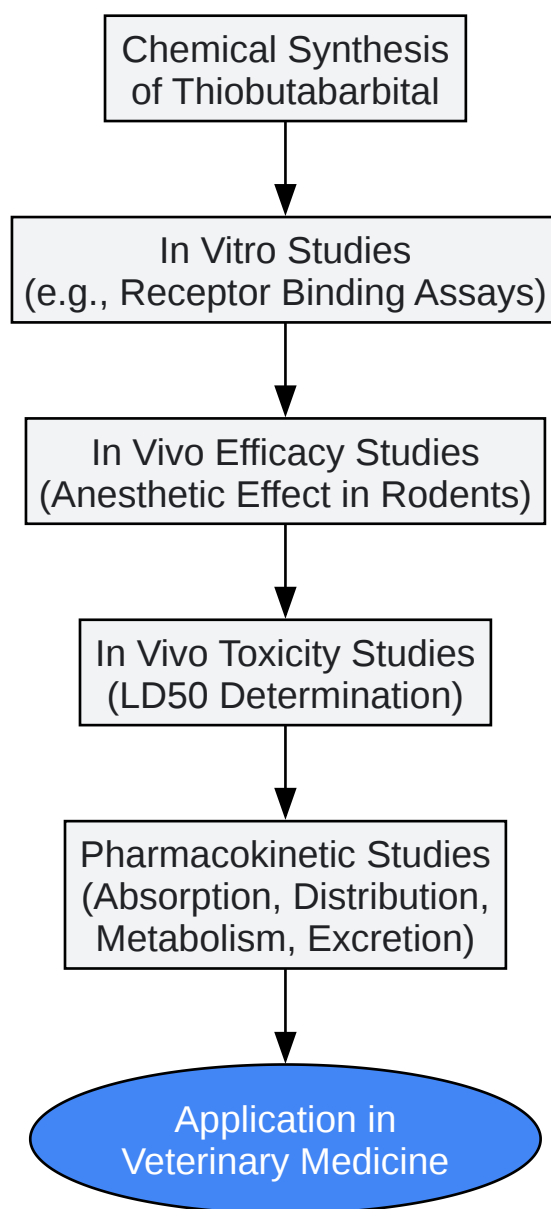 Chemical Synthesis
of Thiobutabarbital
In Vitro Studies
(e.g., Receptor Binding Assays)
In Vivo Efficacy Studies
(Anesthetic Effect in Rodents)
In Vivo Toxicity Studies
(LD50 Determination)
Pharmacokinetic Studies
(Absorption, Distribution,
Metabolism, Excretion)
Application in
Veterinary Medicine